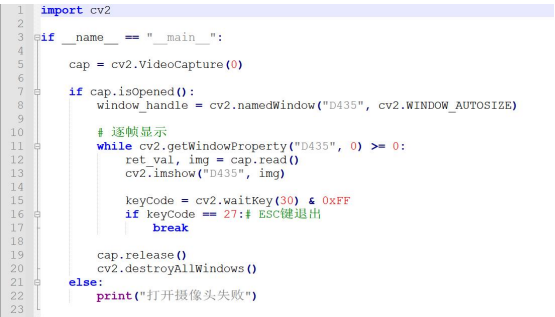 1 import cv2
2
3 if __name__ == "__main__":
4
5     cap = cv2.VideoCapture(0)
6
7     if cap.isOpened():
8         window_handle = cv2.namedWindow("D435", cv2.WINDOW_AUTOSIZE)
9
10         # 逐帧显示
11         while cv2.getWindowProperty("D435", 0) >= 0:
12             ret_val, img = cap.read()
13             cv2.imshow("D435", img)
14
15             keyCode = cv2.waitKey(30) & 0xFF
16             if keyCode == 27:# ESC键退出
17                 break
18
19         cap.release()
20         cv2.destroyAllWindows()
21     else:
22         print("打开摄像头失败")
23